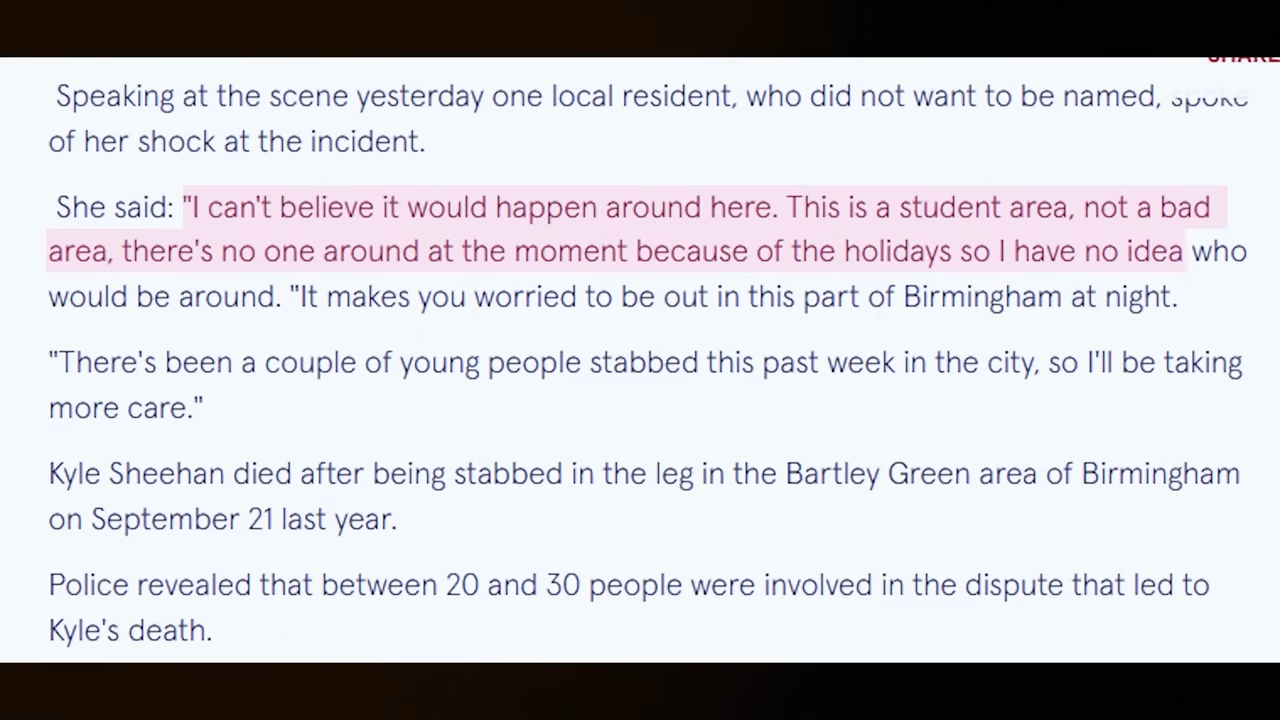 SHARE
Speaking at the scene yesterday one local resident, who did not want to be named, spoke
of her shock at the incident.
She said: "I can't believe it would happen around here. This is a student area, not a bad
area, there's no one around at the moment because of the holidays so I have no idea who
would be around. "It makes you worried to be out in this part of Birmingham at night.
"There's been a couple of young people stabbed this past week in the city, so I'll be taking
more care."
Kyle Sheehan died after being stabbed in the leg in the Bartley Green area of Birmingham
on September 21 last year.
Police revealed that between 20 and 30 people were involved in the dispute that led to
Kyle's death.